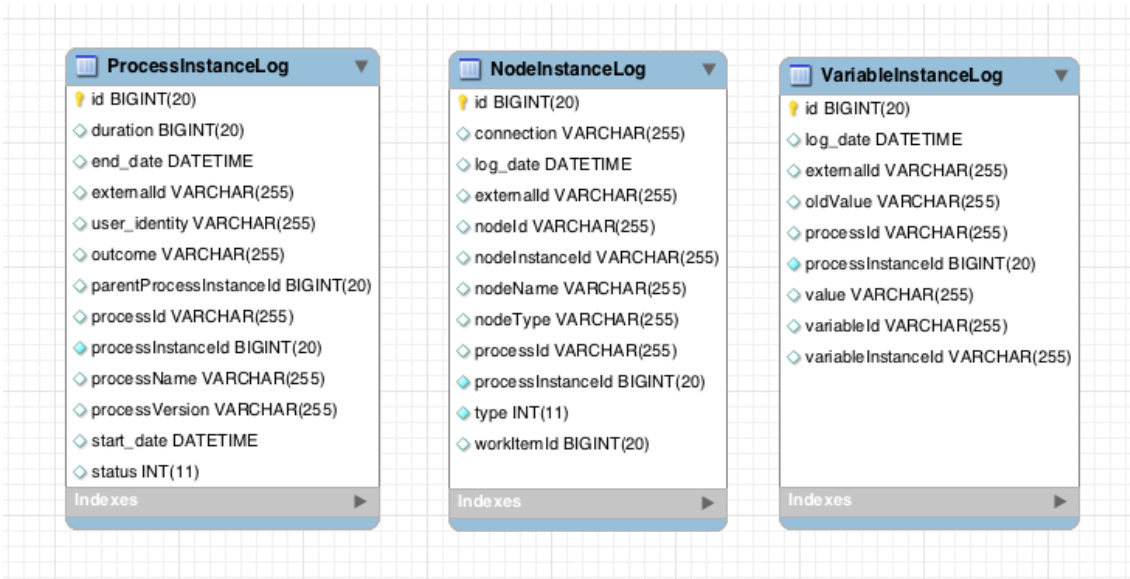 ProcessInstanceLog
id BIGINT(20)
duration BIGINT(20)
end_date DATETIME
externalId VARCHAR(255)
user_identity VARCHAR(255)
outcome VARCHAR(255)
parentProcessInstanceId BIGINT(20)
processId VARCHAR(255)
processInstanceId BIGINT(20)
processName VARCHAR(255)
processVersion VARCHAR(255)
start_date DATETIME
status INT(11)
Indexes
NodeInstanceLog
id BIGINT(20)
connection VARCHAR(255)
log_date DATETIME
externalId VARCHAR(255)
nodeId VARCHAR(255)
nodeInstanceId VARCHAR(255)
nodeName VARCHAR(255)
nodeType VARCHAR(255)
processId VARCHAR(255)
processInstanceId BIGINT(20)
type INT(11)
workItemId BIGINT(20)
Indexes
VariableInstanceLog
id BIGINT(20)
log_date DATETIME
externalId VARCHAR(255)
oldValue VARCHAR(255)
processId VARCHAR(255)
processInstanceId BIGINT(20)
value VARCHAR(255)
variableId VARCHAR(255)
variableInstanceId VARCHAR(255)
Indexes